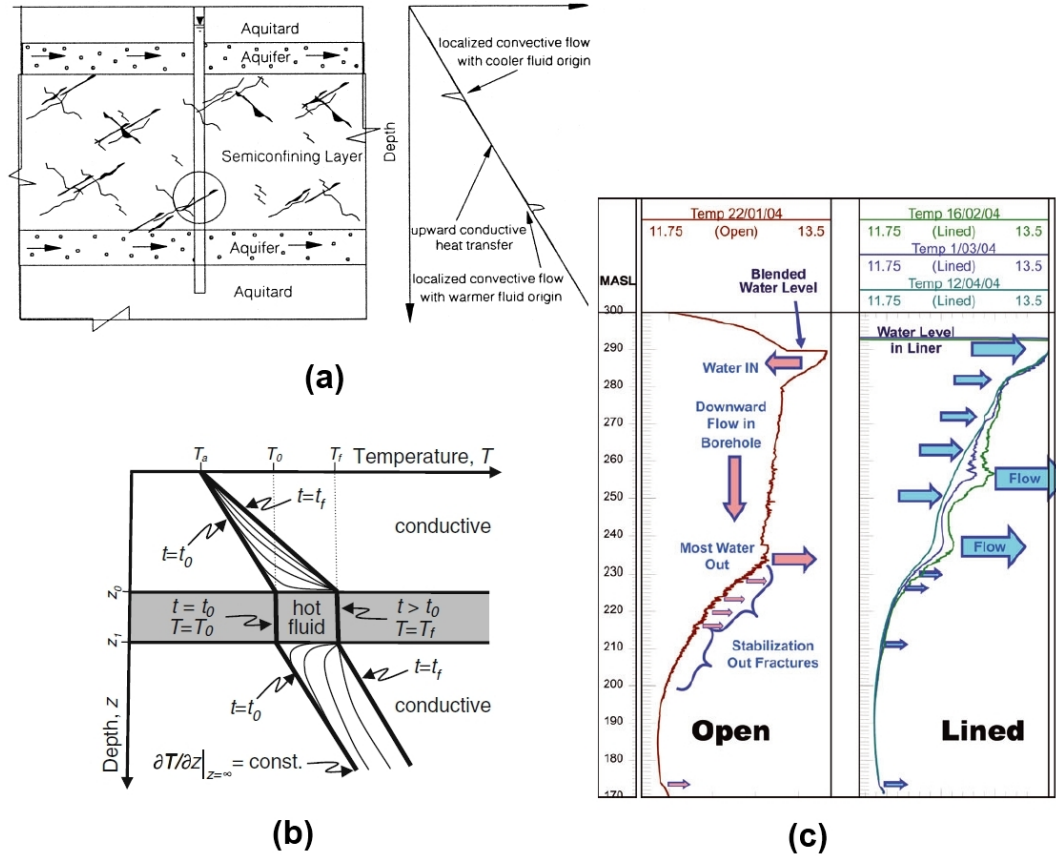 Aquitard
Aquifer
Semiconfining Layer
Aquifer
Aquitard
Depth
localized convective flow
with cooler fluid origin
upward conductive
heat transfer
localized convective flow
with warmer fluid origin
(a)
Tₐ
T₀
T_f
Temperature, T
t=t_f
t=t₀
conductive
z₀
t = t₀
T=T₀
hot
fluid
t > t₀
T=T_f
z₁
t=t₀
t=t_f
conductive
Depth, z
∂T/∂z|z=∞ = const.
(b)
MASL
Temp 22/01/04
11.75 (Open) 13.5
Temp 16/02/04
11.75 (Lined) 13.5
Temp 1/03/04
11.75 (Lined) 13.5
Temp 12/04/04
11.75 (Lined) 13.5
300
290
280
270
260
250
240
230
220
210
200
190
180
170
Blended
Water Level
Water IN
Downward
Flow in
Borehole
Most Water
Out
Stabilization
Out Fractures
Open
Water Level
in Liner
Flow
Flow
Lined
(c)